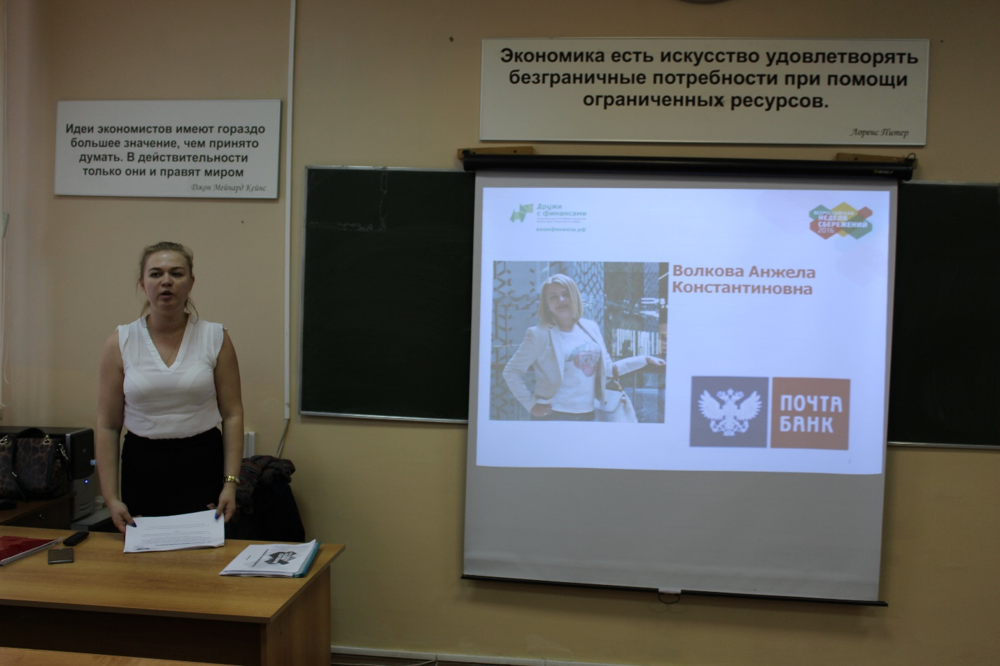 Экономика есть искусство удовлетворять
безграничные потребности при помощи
ограниченных ресурсов.
Лоренс Питер
Идеи экономистов имеют гораздо
большее значение, чем принято
думать. В действительности
только они и правят миром
Джон Мейнард Кейнс
Дружи
с финансами
вашифинансы.рф
ВСЕРОССИЙСКАЯ
НЕДЕЛЯ
СБЕРЕЖЕНИЙ
2016
Волкова Анжела
Константиновна
ПОЧТА
БАНК